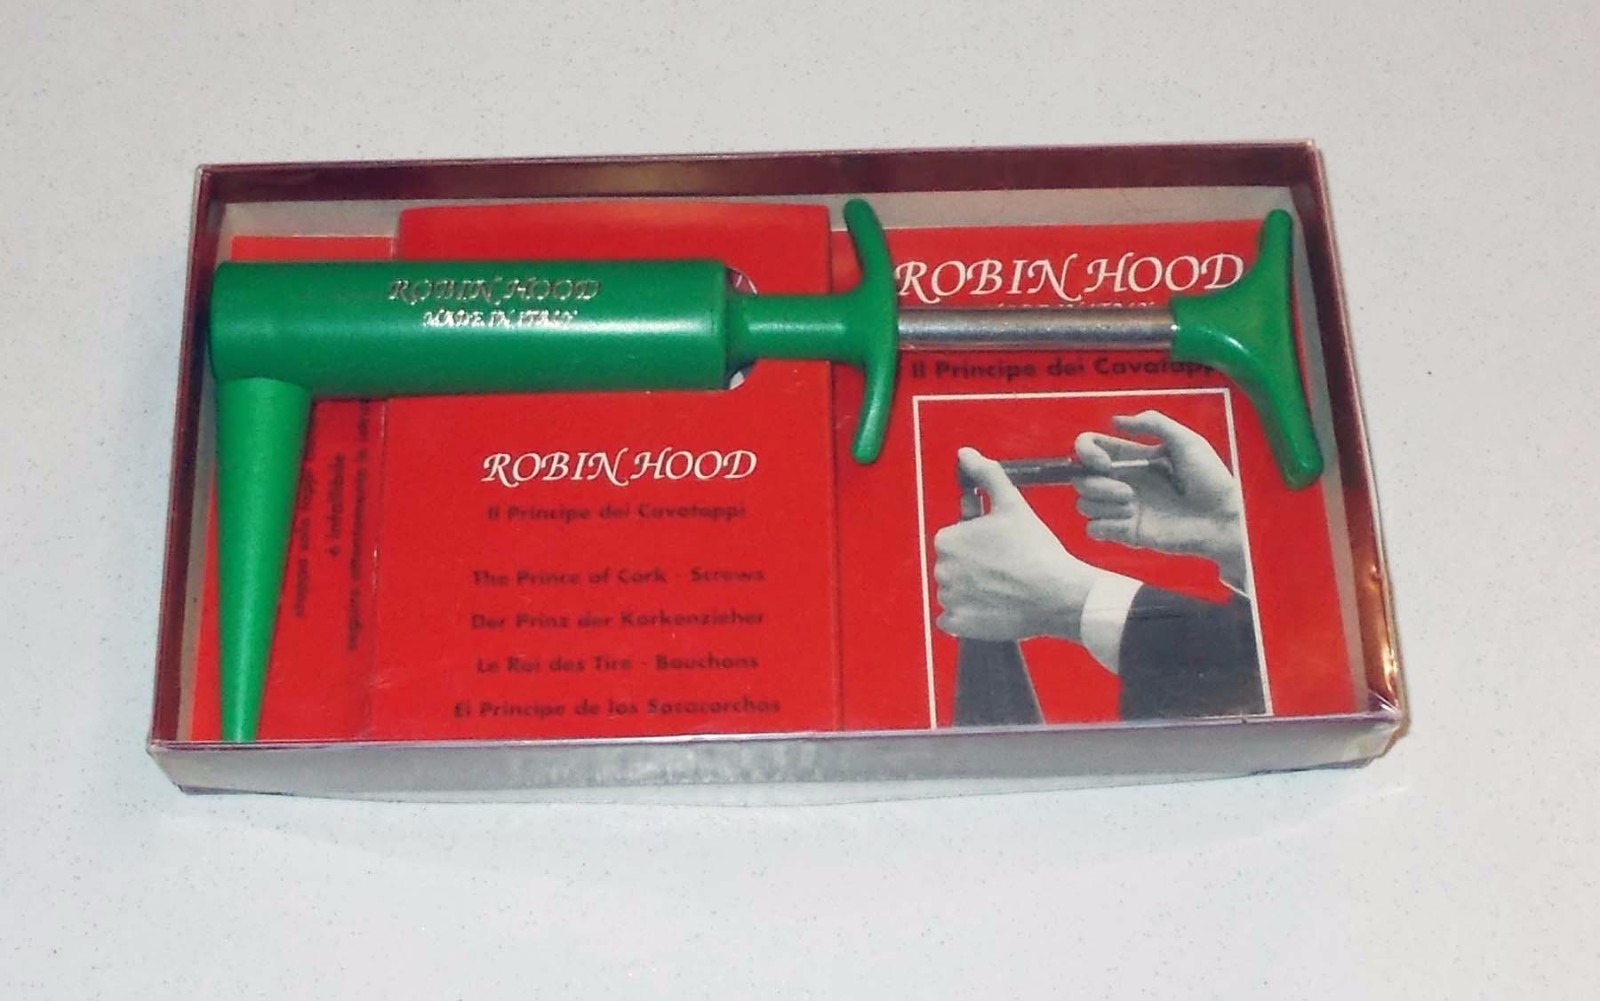 ROBIN HOOD
MADE IN ITALY
ROBIN HOOD
Il Principe dei Cavatappi
The Prince of Cork - Screws
Der Prinz der Korkenzieher
Le Roi des Tire - Bouchons
El Principe de los Sacacorchos
ROBIN HOOD
Il Principe dei
è infallibile